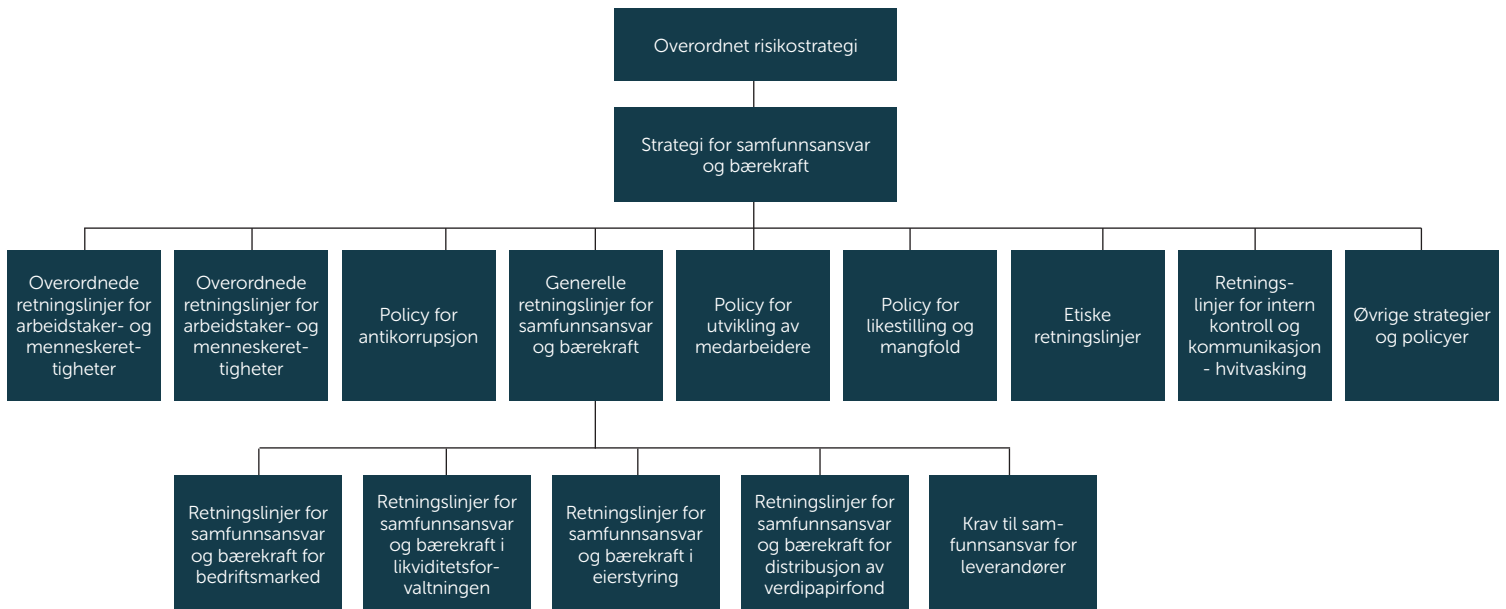 Overordnet risikostrategi
Strategi for samfunnsansvar
og bærekraft
Overordnede
retningslinjer for
arbeidstaker- og
menneskeret-
tigheter
Overordnede
retningslinjer for
arbeidstaker- og
menneskeret-
tigheter
Policy for
antikorrupsjon
Generelle
retningslinjer for
samfunnsansvar
og bærekraft
Policy for
utvikling av
medarbeidere
Policy for
likestilling og
mangfold
Etiske
retningslinjer
Retnings-
linjer for intern
kontroll og
kommunikasjon
- hvitvasking
Øvrige strategier
og policyer
Retningslinjer for
samfunnsansvar
og bærekraft for
bedriftsmarked
Retningslinjer for
samfunnsansvar
og bærekraft i
likviditetsfor-
valtningen
Retningslinjer for
samfunnsansvar
og bærekraft i
eierstyring
Retningslinjer for
samfunnsansvar
og bærekraft for
distribusjon av
verdipapirfond
Krav til sam-
funnsansvar for
leverandører